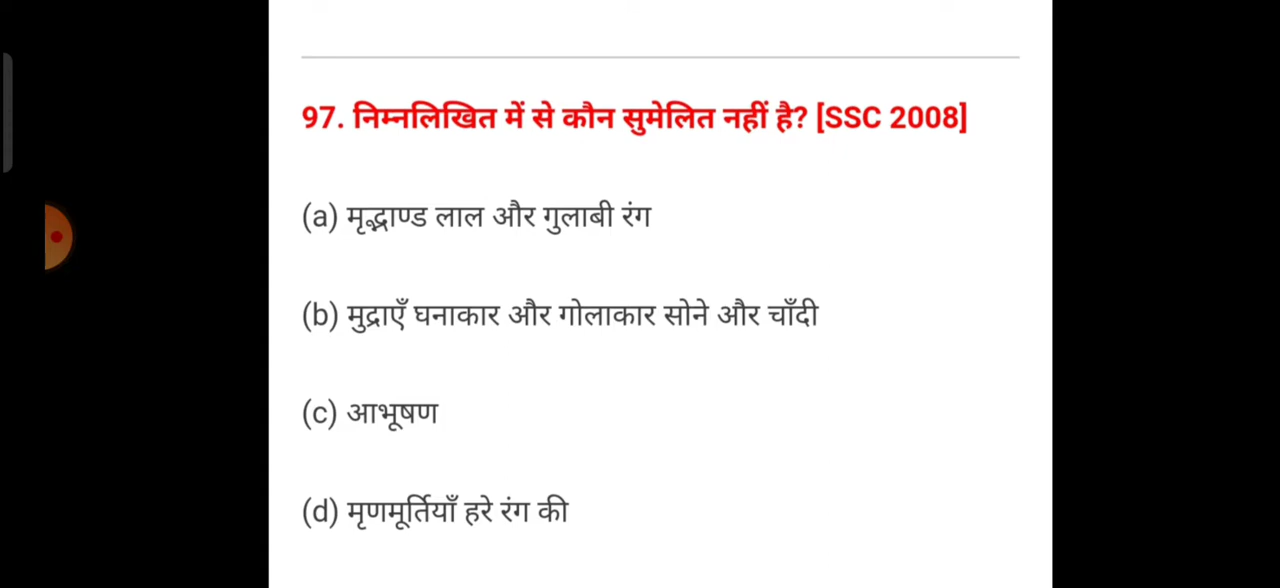 97. निम्नलिखित में से कौन सुमेलित नहीं है? [SSC 2008]
(a) मृद्भाण्ड लाल और गुलाबी रंग
(b) मुद्राएँ घनाकार और गोलाकार सोने और चाँदी
(c) आभूषण
(d) मृणमूर्तियाँ हरे रंग की